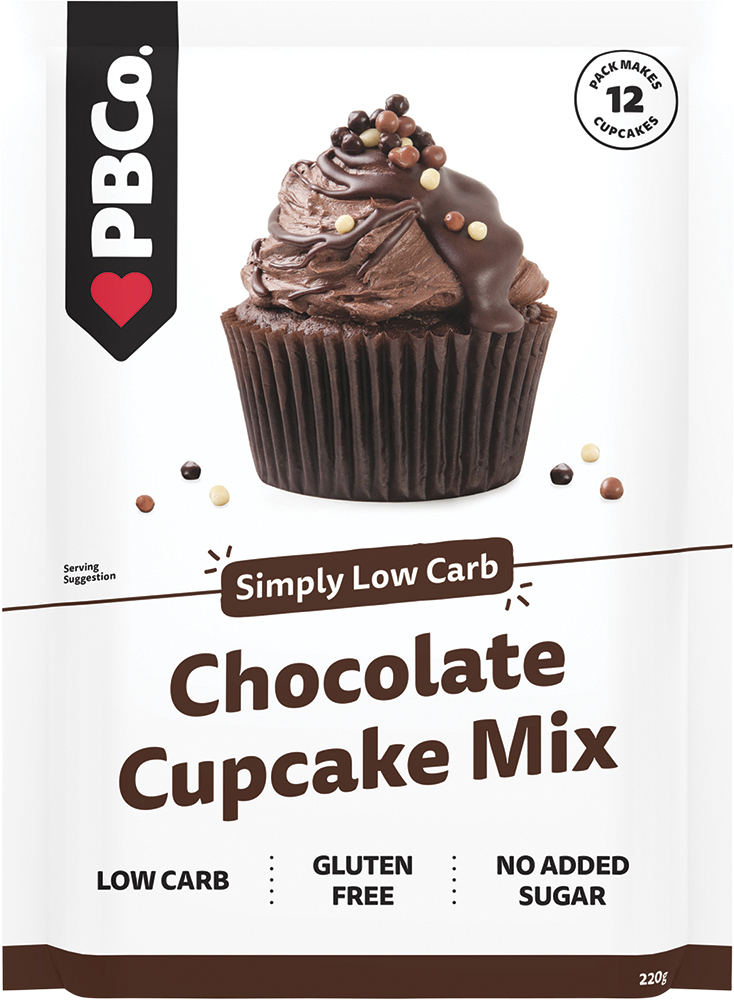 PBCo.
PACK MAKES
12
CUPCAKES
Serving
Suggestion
Simply Low Carb
Chocolate
Cupcake Mix
LOW CARB
GLUTEN
FREE
NO ADDED
SUGAR
220g